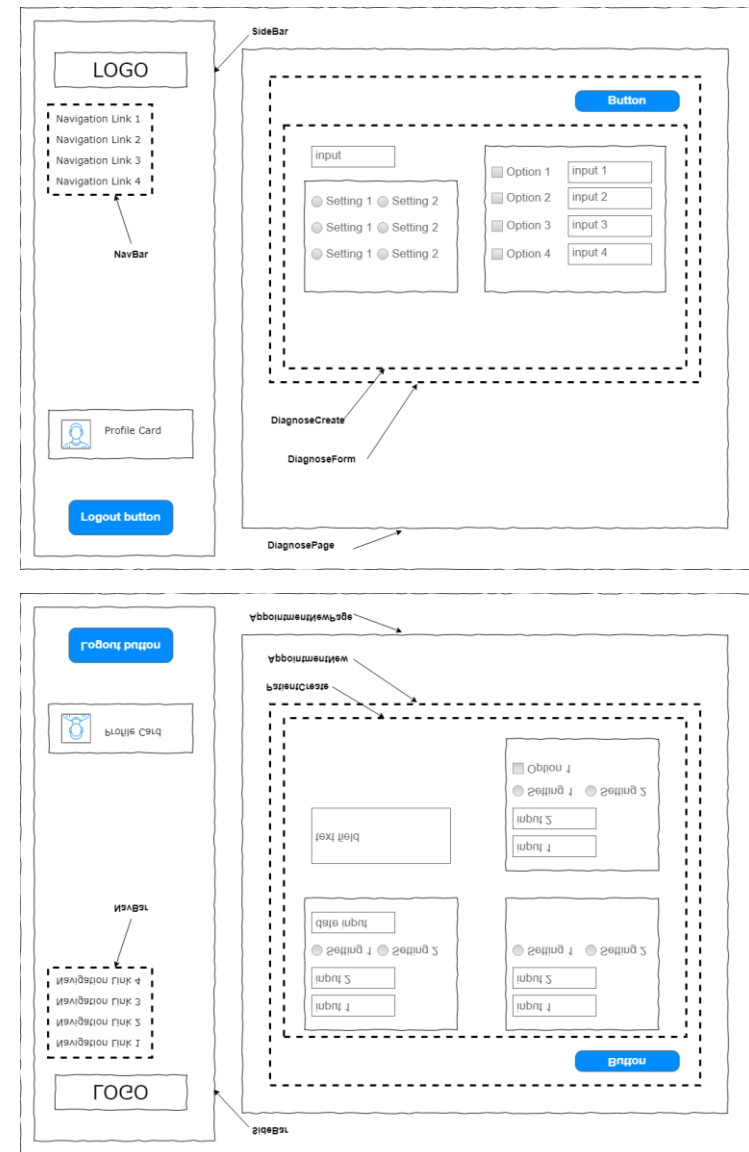 SideBar
LOGO
Navigation Link 1
Navigation Link 2
Navigation Link 3
Navigation Link 4
NavBar
Profile Card
Logout button
Button
input
Setting 1 Setting 2
Setting 1 Setting 2
Setting 1 Setting 2
Option 1 input 1
Option 2 input 2
Option 3 input 3
Option 4 input 4
DiagnoseCreate
DiagnoseForm
DiagnosePage
SideBar
LOGO
Navigation Link 1
Navigation Link 2
Navigation Link 3
Navigation Link 4
NavBar
Profile Card
Logout button
Button
input 1
input 2
Setting 1 Setting 2
date input
input 1
input 2
Setting 1 Setting 2
text field
input 1
input 2
Setting 1 Setting 2
Option 1
PatientCreate
AppointmentNew
AppointmentNewPage